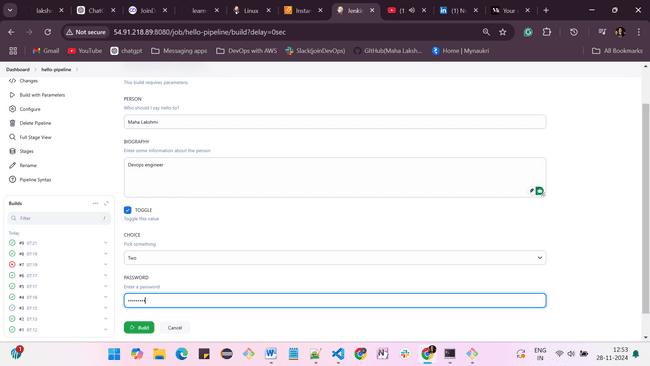 laksh
ChatG
JoinD
learn
Linux
Insta
Jenki
(1)
(1) N
Your
Not secure
54.91.218.89:8080/job/hello-pipeline/build?delay=0sec
Gmail
YouTube
chatgpt
Messaging apps
DevOps with AWS
Slack(joinDevOps)
GitHub(Maha Laksh...
Home | Mynaukri
All Bookmarks
Dashboard
hello-pipeline
Changes
Build with Parameters
Configure
Delete Pipeline
Full Stage View
Stages
Rename
Pipeline Syntax
Builds
Filter
/
Today
#9 07:21
#8 07:19
#7 07:19
#6 07:17
#5 07:17
#4 07:16
#3 07:15
#2 07:13
#1 07:12
This build requires parameters:
PERSON
Who should I say hello to?
Maha Lakshmi
BIOGRAPHY
Enter some information about the person
Devops engineer
TOGGLE
Toggle this value
CHOICE
Pick something
Two
PASSWORD
Enter a password
•••••••••
Build
Cancel
ENG
IN
12:53
28-11-2024